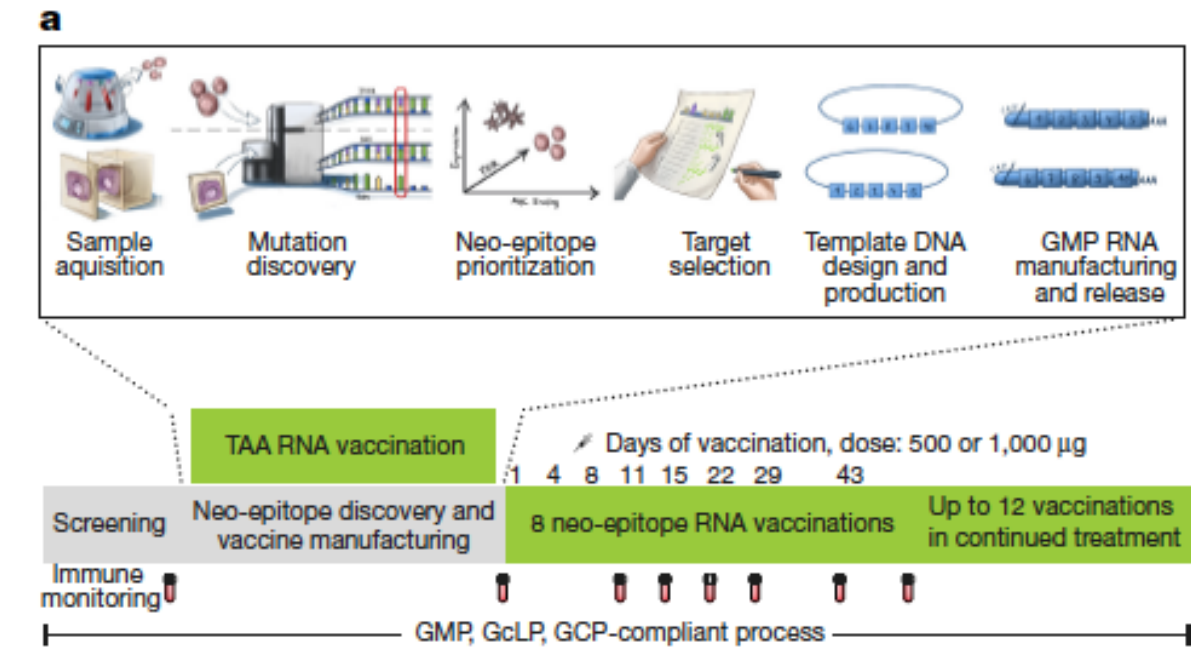 a
Sample
aquisition
Mutation
discovery
Neo-epitope
prioritization
Target
selection
Template DNA
design and
production
GMP RNA
manufacturing
and release
TAA RNA vaccination
Days of vaccination, dose: 500 or 1,000 μg
1 4 8 11 15 22 29 43
Screening
Neo-epitope discovery and
vaccine manufacturing
8 neo-epitope RNA vaccinations
Up to 12 vaccinations
in continued treatment
Immune
monitoring
GMP, GcLP, GCP-compliant process